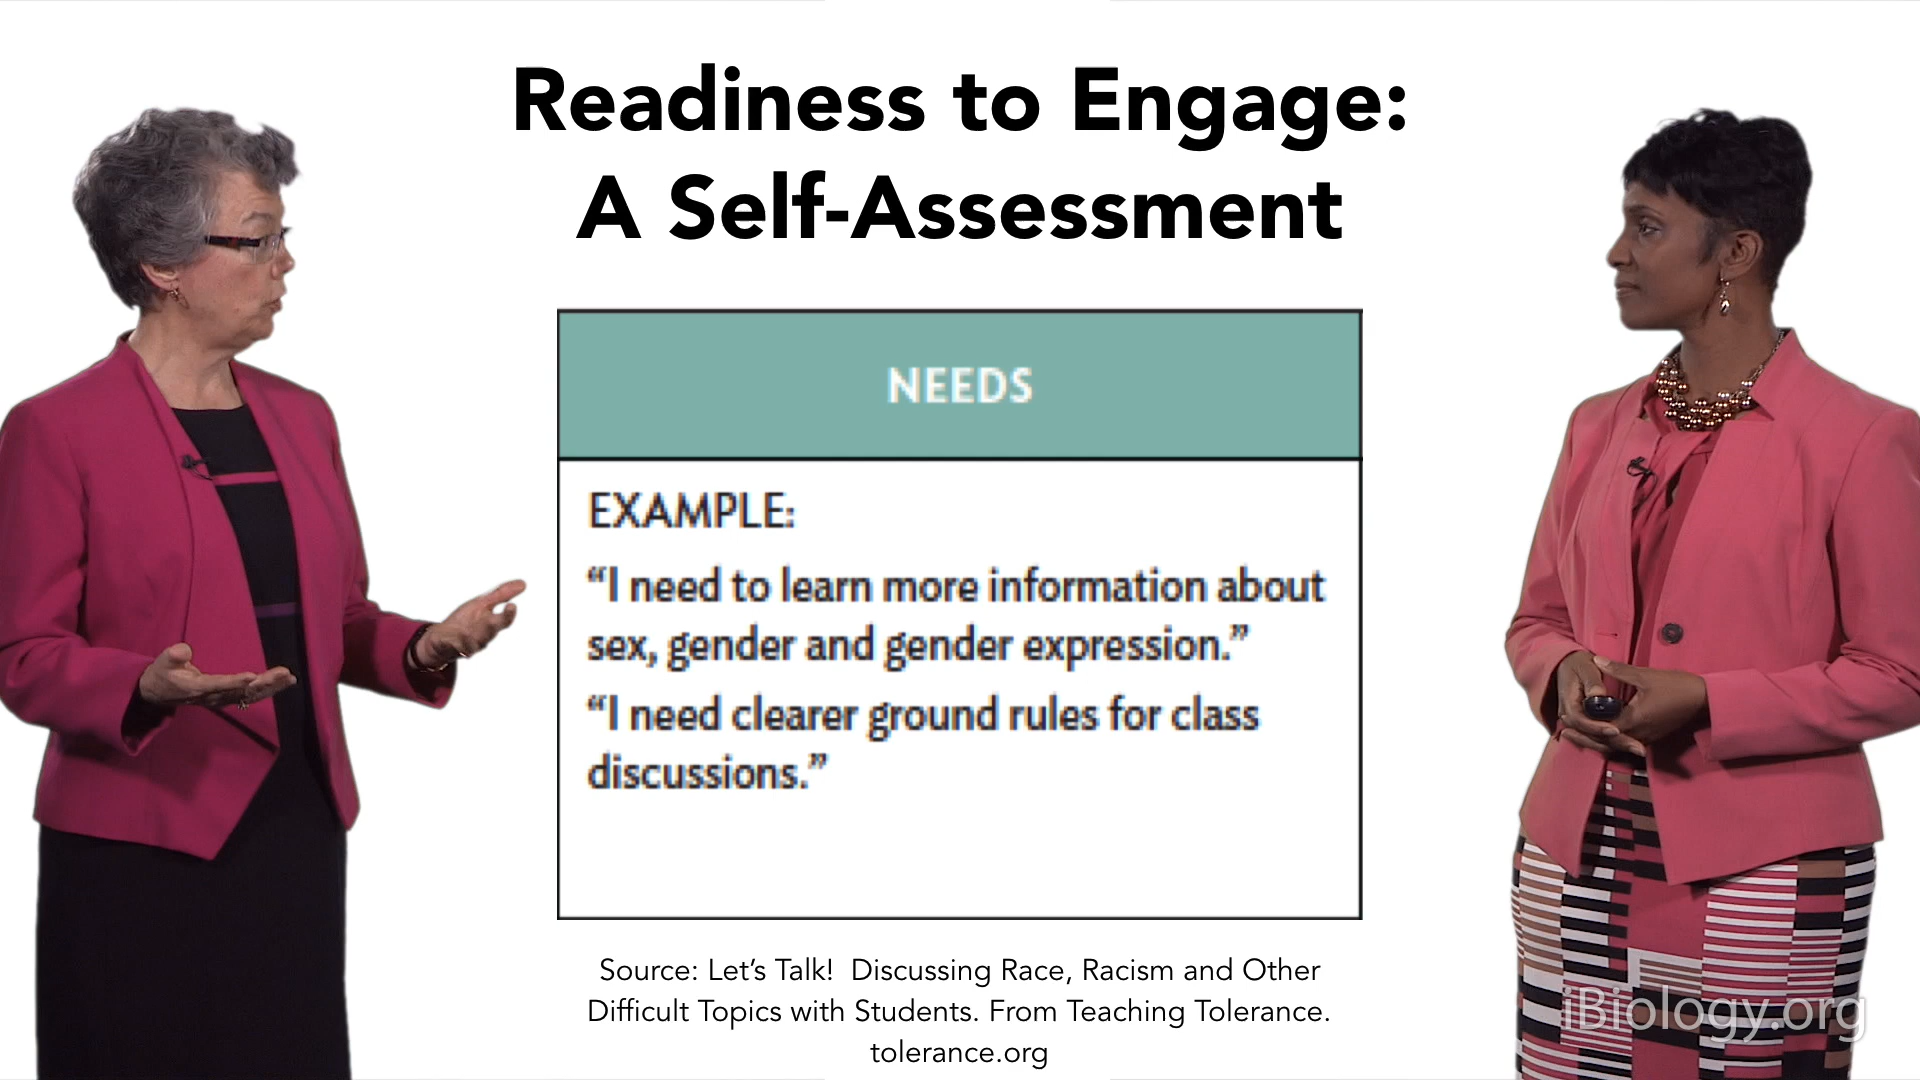 Readiness to Engage:
A Self-Assessment
NEEDS
EXAMPLE:
“I need to learn more information about
sex, gender and gender expression.”
“I need clearer ground rules for class
discussions.”
Source: Let’s Talk!  Discussing Race, Racism and Other
Difficult Topics with Students. From Teaching Tolerance.
tolerance.org
iBiology.org